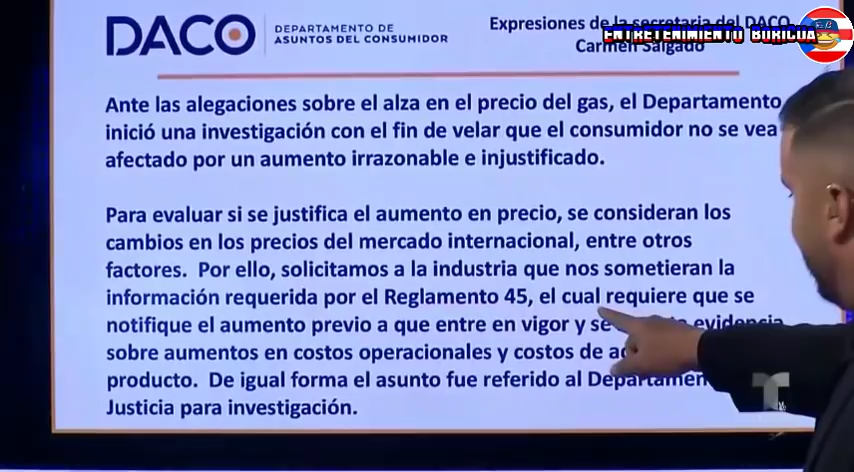 DACO
DEPARTAMENTO DE
ASUNTOS DEL CONSUMIDOR
Expresiones de la secretaria del DACO,
Carmen Salgado
ENTRETENIMIENTO BORICUA
Ante las alegaciones sobre el alza en el precio del gas, el Departamento
inició una investigación con el fin de velar que el consumidor no se vea
afectado por un aumento irrazonable e injustificado.
Para evaluar si se justifica el aumento en precio, se consideran los
cambios en los precios del mercado internacional, entre otros
factores. Por ello, solicitamos a la industria que nos sometieran la
información requerida por el Reglamento 45, el cual requiere que se
notifique el aumento previo a que entre en vigor y se evidencia
sobre aumentos en costos operacionales y costos de
producto. De igual forma el asunto fue referido al
Justicia para investigación.